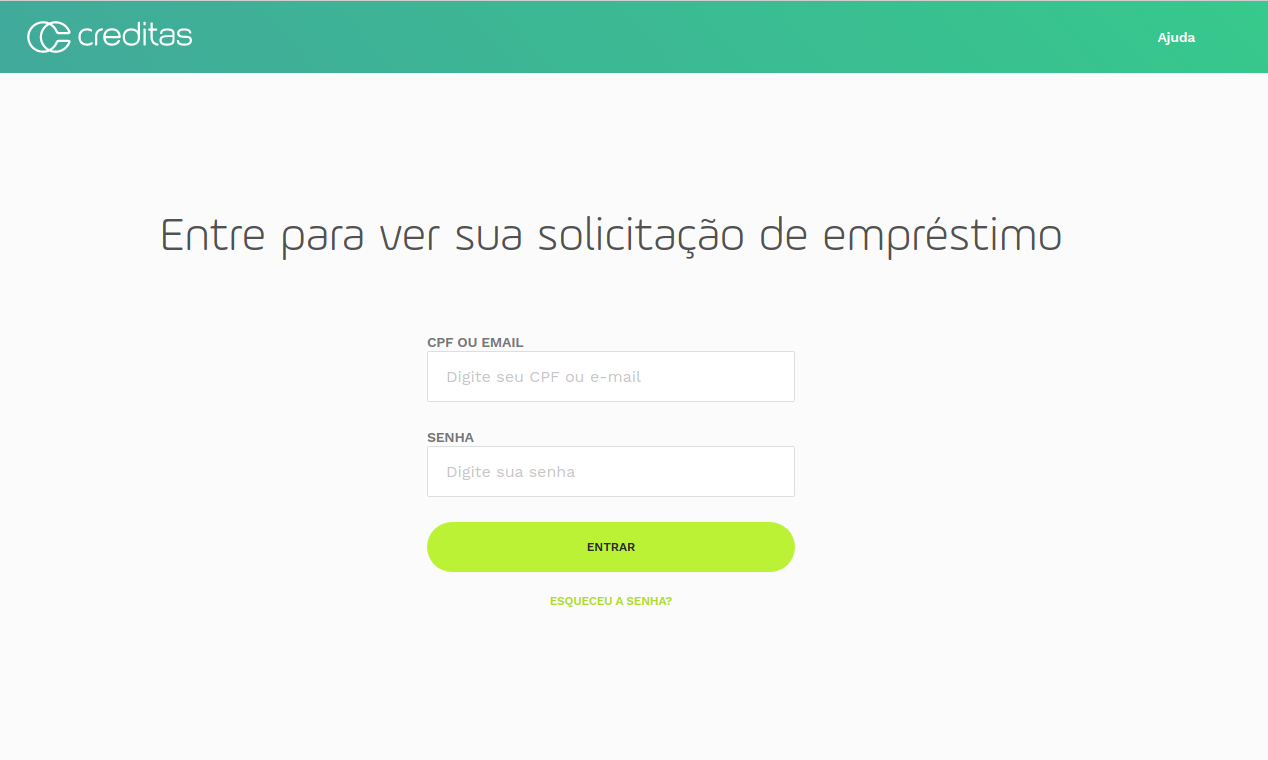 creditas
Ajuda
Entre para ver sua solicitação de empréstimo
CPF OU EMAIL
Digite seu CPF ou e-mail
SENHA
Digite sua senha
ENTRAR
ESQUECEU A SENHA?